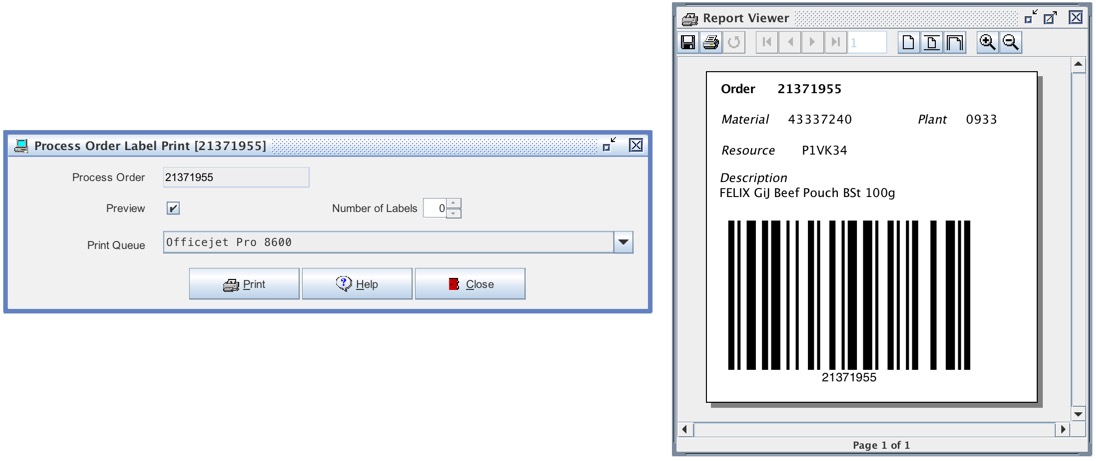 Process Order Label Print [21371955]
Process Order 21371955
Preview
Number of Labels 0
Print Queue Officejet Pro 8600
Print Help Close
Report Viewer
1
Order 21371955
Material 43337240 Plant 0933
Resource P1VK34
Description
FELIX GiJ Beef Pouch BSt 100g
21371955
Page 1 of 1